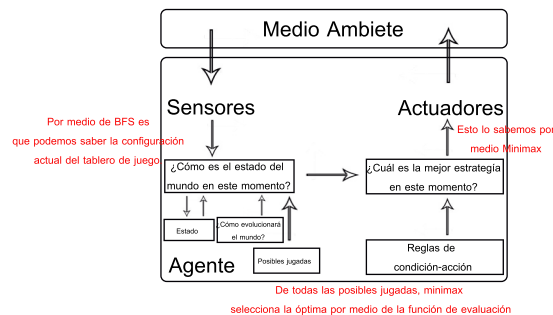 Medio Ambiete
Sensores
Actuadores
Por medio de BFS es
que podemos saber la configuración
actual del tablero de juego
Esto lo sabemos por
medio Minimax
¿Cómo es el estado del
mundo en este momento?
¿Cuál es la mejor estrategía
en este momento?
Estado
¿Cómo evolucionará
el mundo?
Posibles jugadas
Reglas de
condición-acción
Agente
De todas las posibles jugadas, minimax
selecciona la óptima por medio de la función de evaluación